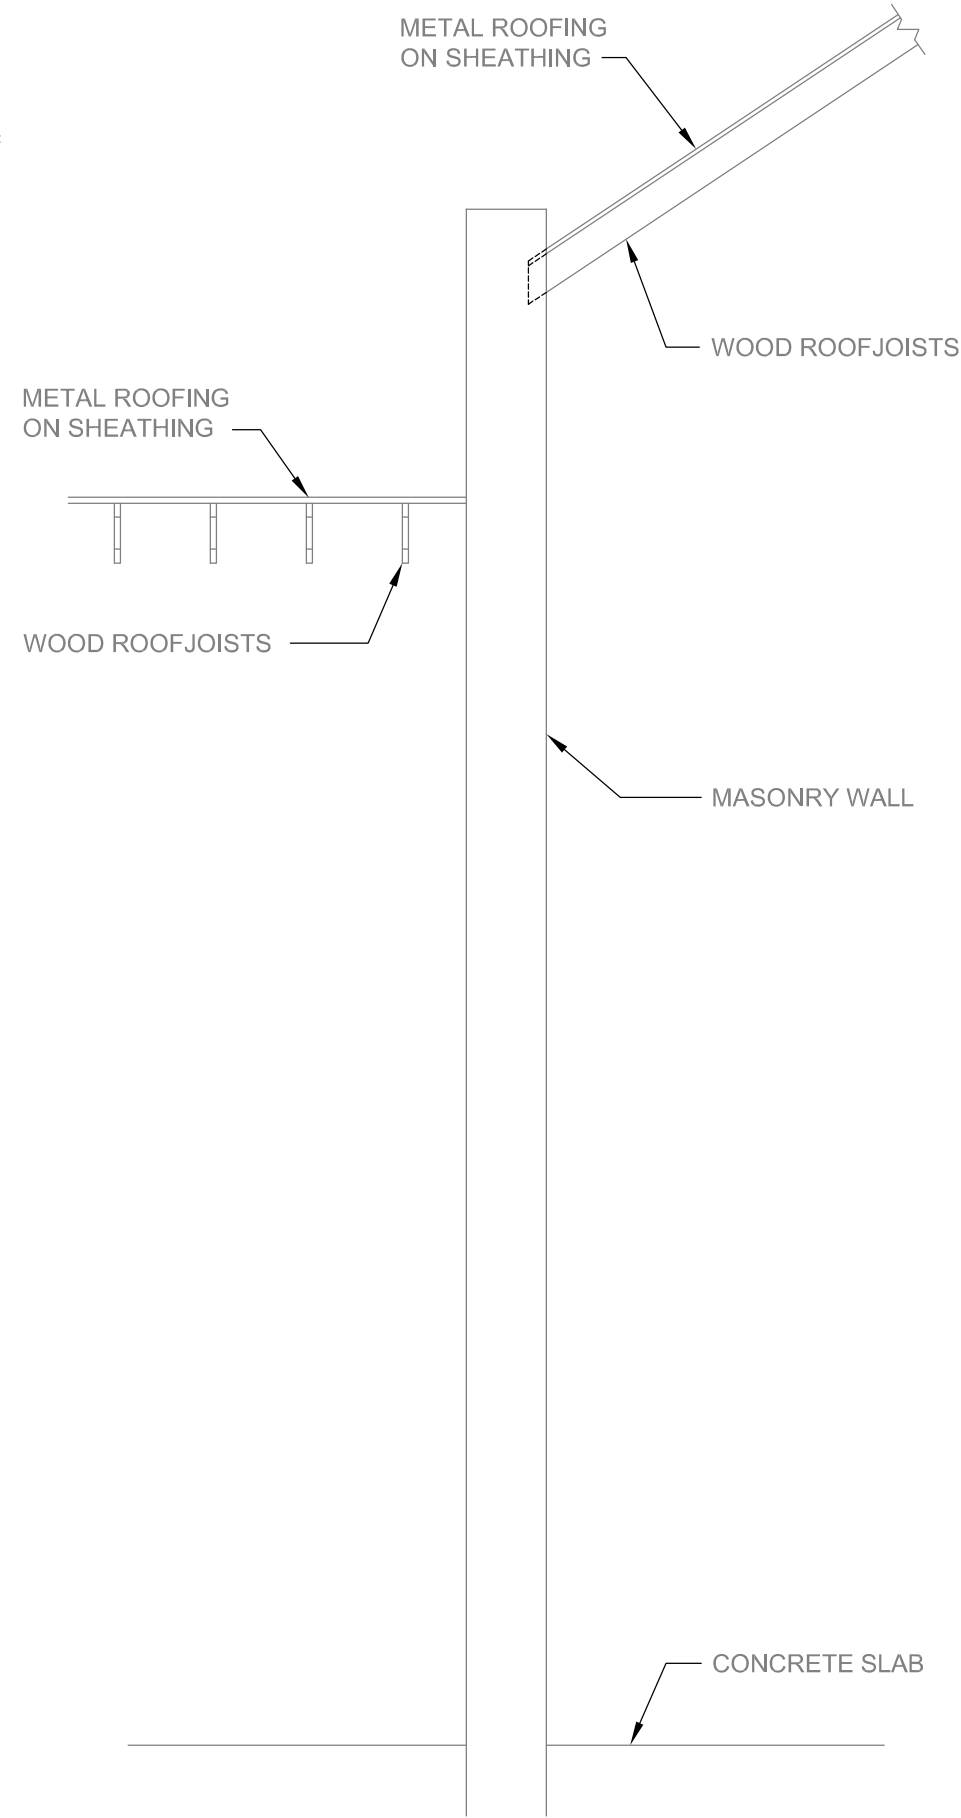 METAL ROOFING
ON SHEATHING
WOOD ROOFJOISTS
METAL ROOFING
ON SHEATHING
WOOD ROOFJOISTS
MASONRY WALL
CONCRETE SLAB